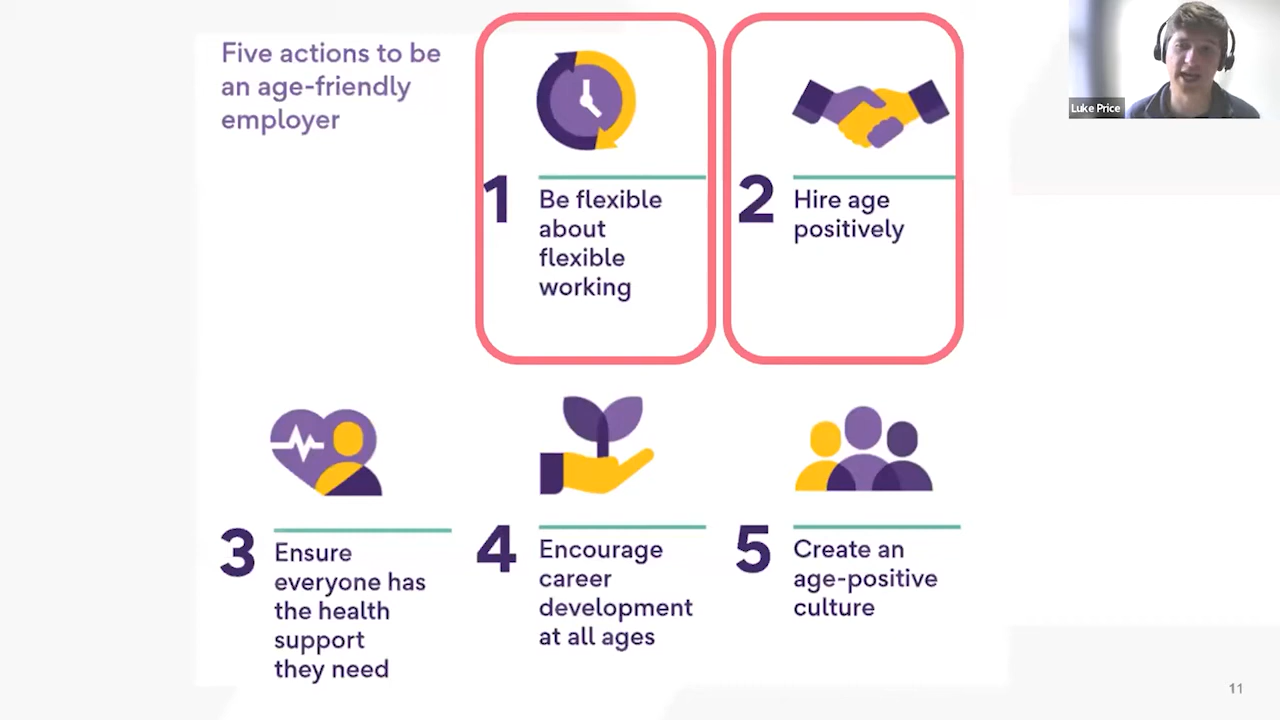 Five actions to be
an age-friendly
employer
1
Be flexible
about
flexible
working
2
Hire age
positively
Luke Price
3
Ensure
everyone has
the health
support
they need
4
Encourage
career
development
at all ages
5
Create an
age-positive
culture
11